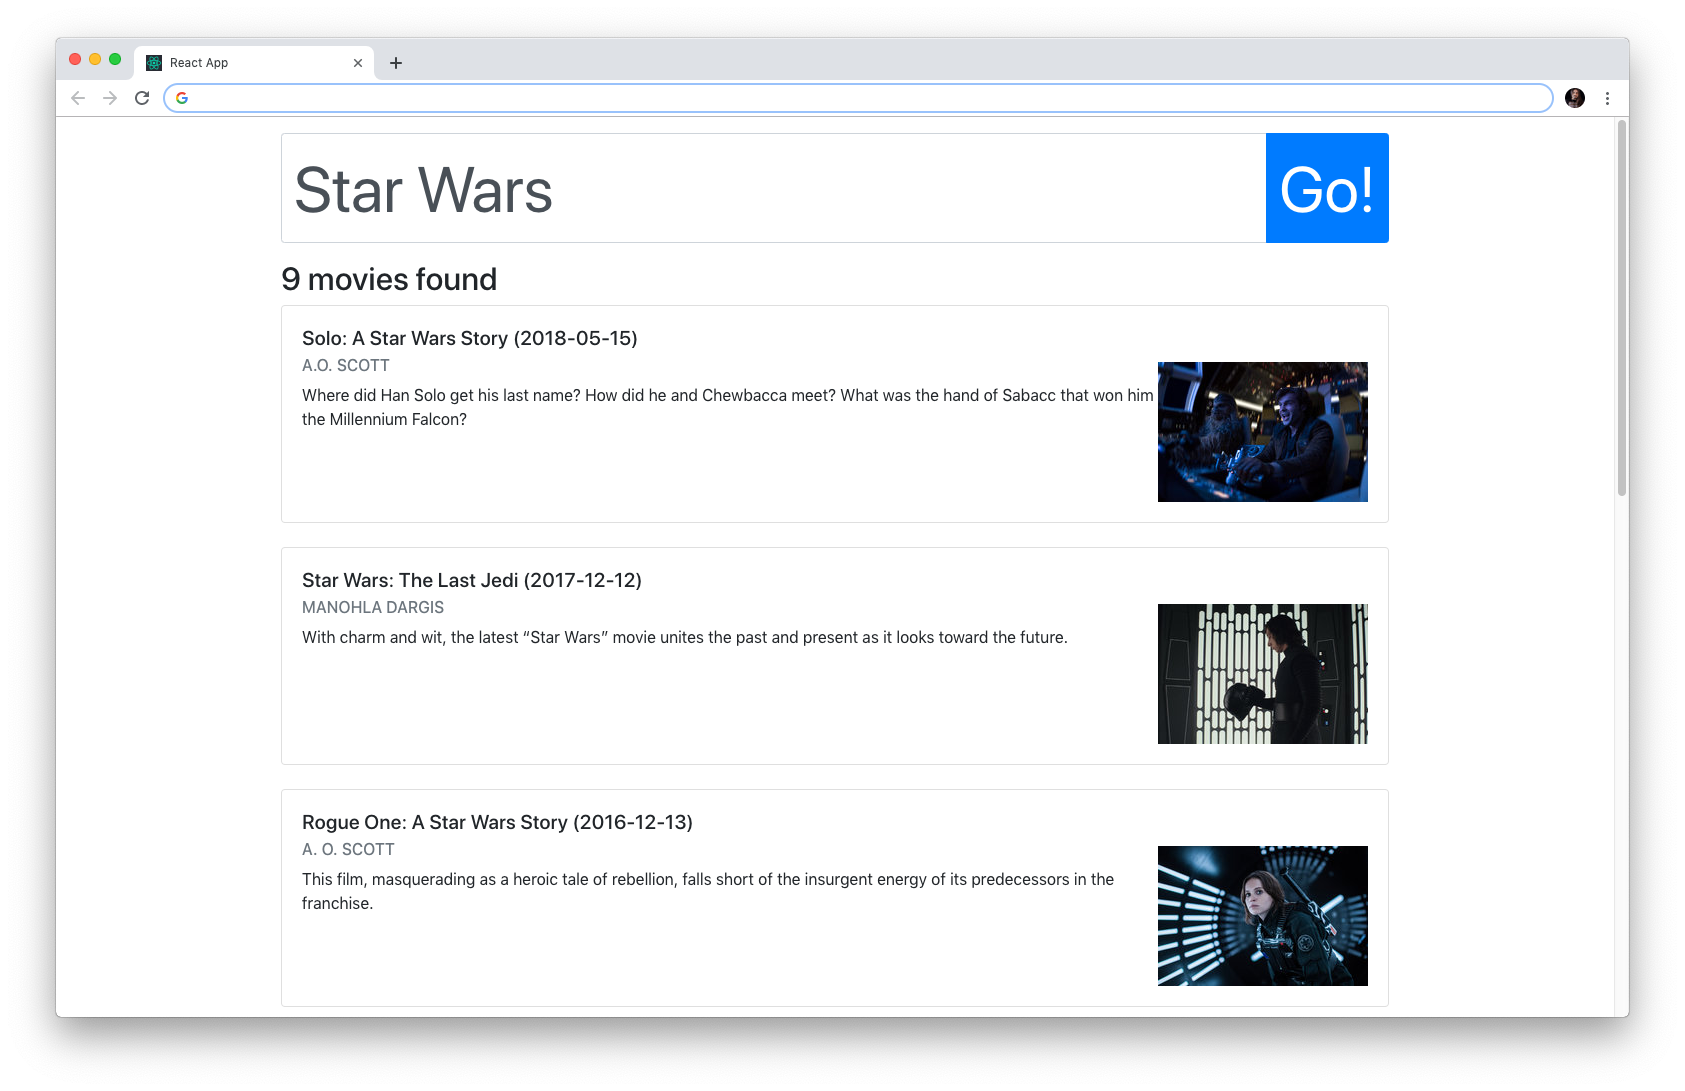 React App
Star Wars
Go!
9 movies found
Solo: A Star Wars Story (2018-05-15)
A.O. SCOTT
Where did Han Solo get his last name? How did he and Chewbacca meet? What was the hand of Sabacc that won him
the Millennium Falcon?
Star Wars: The Last Jedi (2017-12-12)
MANOHLA DARGIS
With charm and wit, the latest “Star Wars” movie unites the past and present as it looks toward the future.
Rogue One: A Star Wars Story (2016-12-13)
A. O. SCOTT
This film, masquerading as a heroic tale of rebellion, falls short of the insurgent energy of its predecessors in the
franchise.